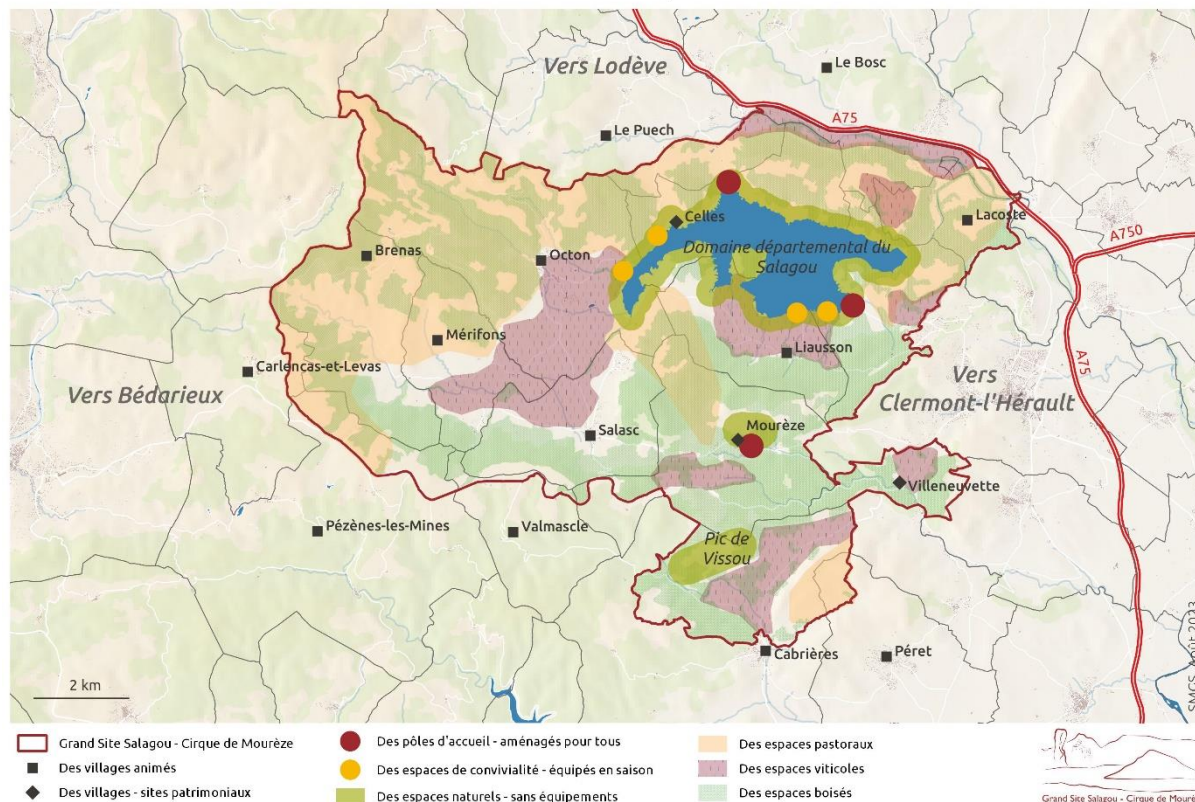 Vers Lodève
Le Bosc
A75
Le Puech
Celles
Lacoste
Domaine départemental du
Salagou
A750
Brenas
Octon
Mérifons
Liausson
A75
Carlencas-et-Levas
Vers Bédarieux
Vers
Clermont-l'Hérault
Salasc
Mourèze
Villeneuvette
Pézènes-les-Mines
Valmascle
Pic de
Vissou
Cabrières
Péret
2 km
Grand Site Salagou - Cirque de Mourèze
Des villages animés
Des villages - sites patrimoniaux
Des pôles d'accueil - aménagés pour tous
Des espaces de convivialité - équipés en saison
Des espaces naturels - sans équipements
Des espaces pastoraux
Des espaces viticoles
Des espaces boisés
Grand Site Salagou - Cirque de Mourè